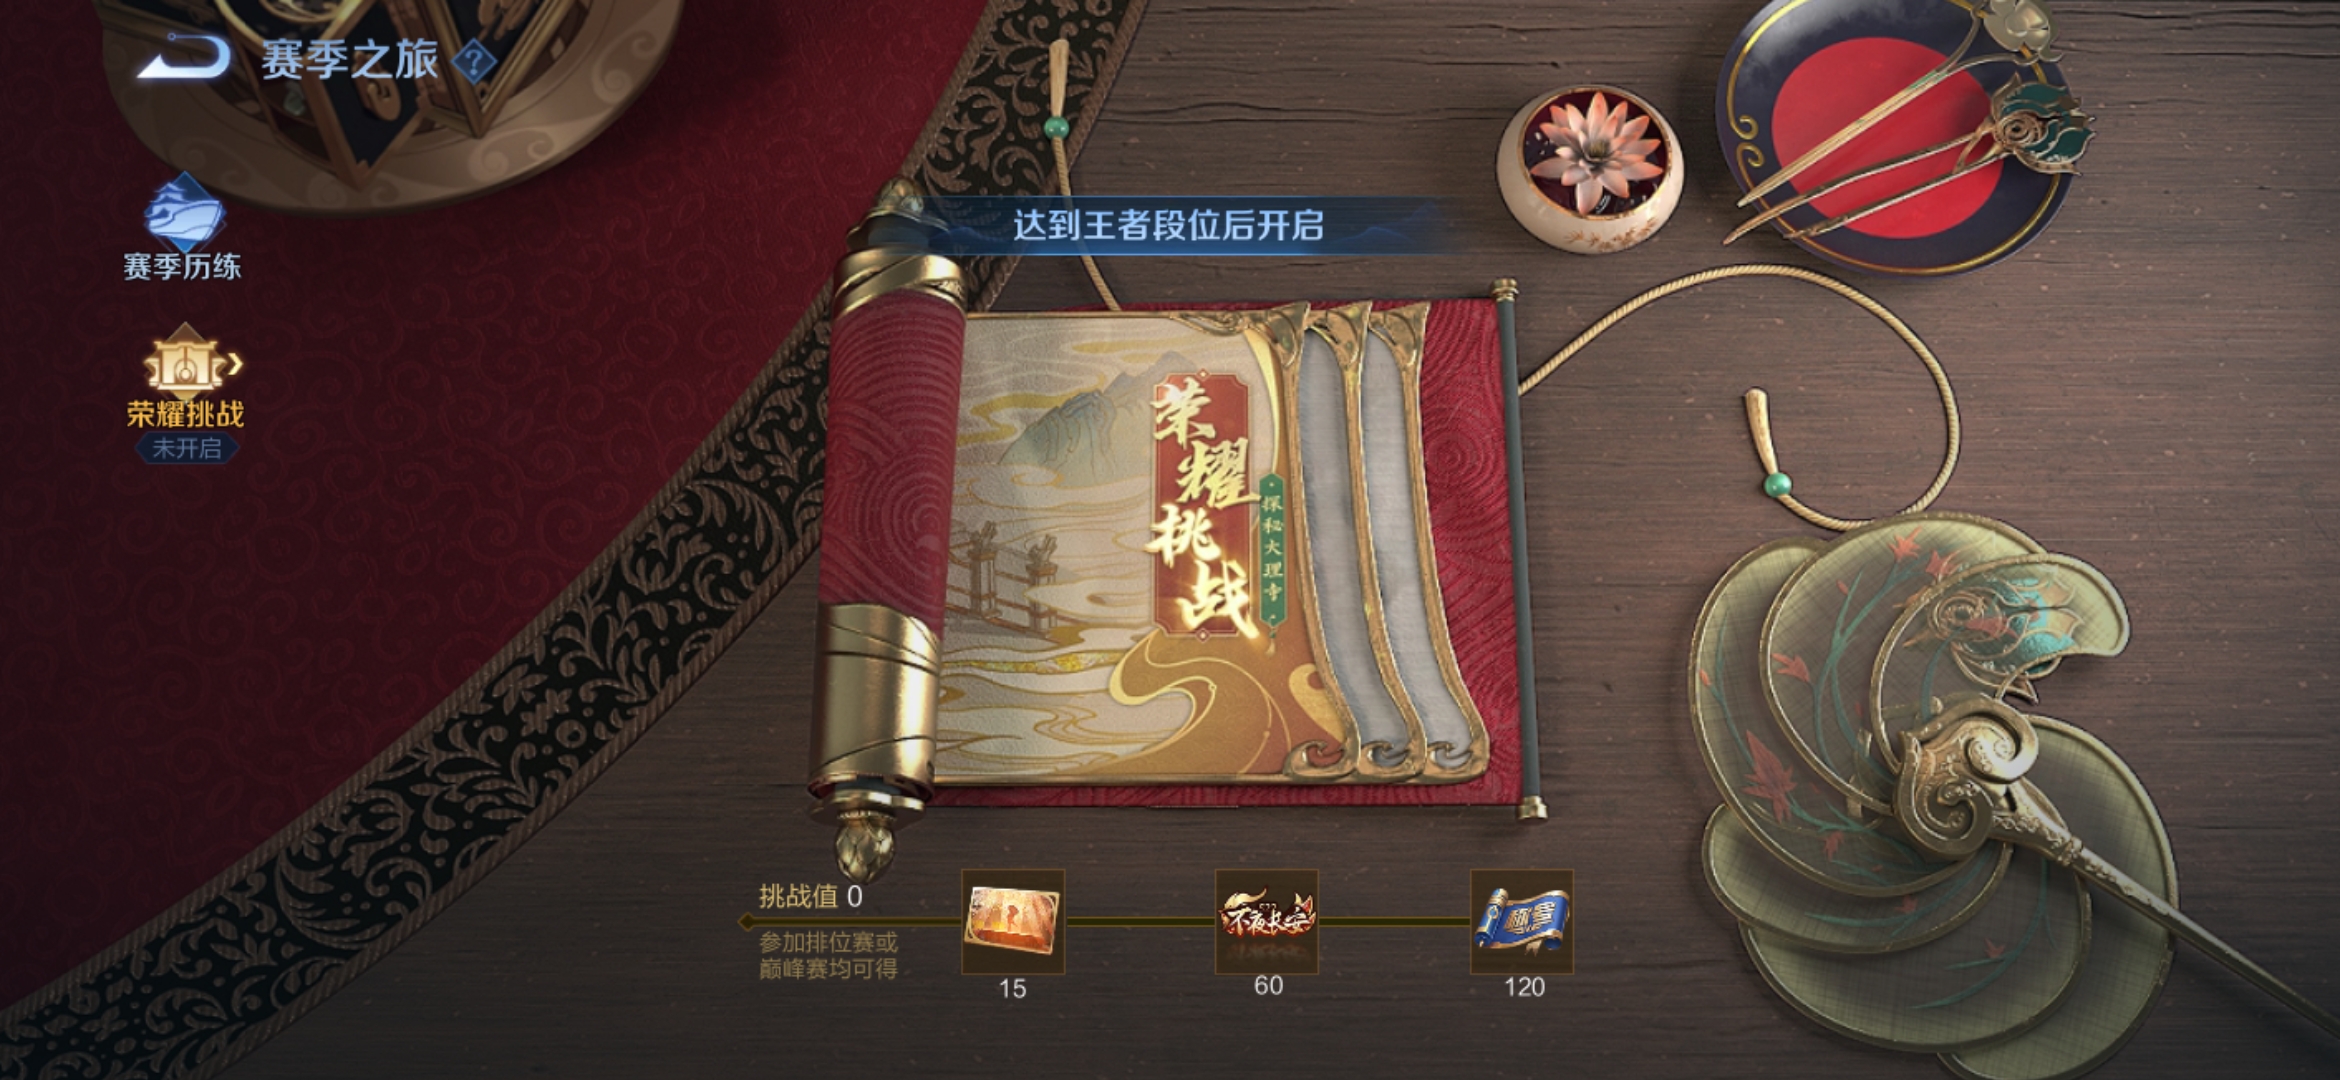 赛季之旅 ?
赛季历练
荣耀挑战
未开启
达到王者段位后开启
荣耀挑战
探秘大理寺
挑战值 0
参加排位赛或
巅峰赛均可得
不夜长安
15
60
120